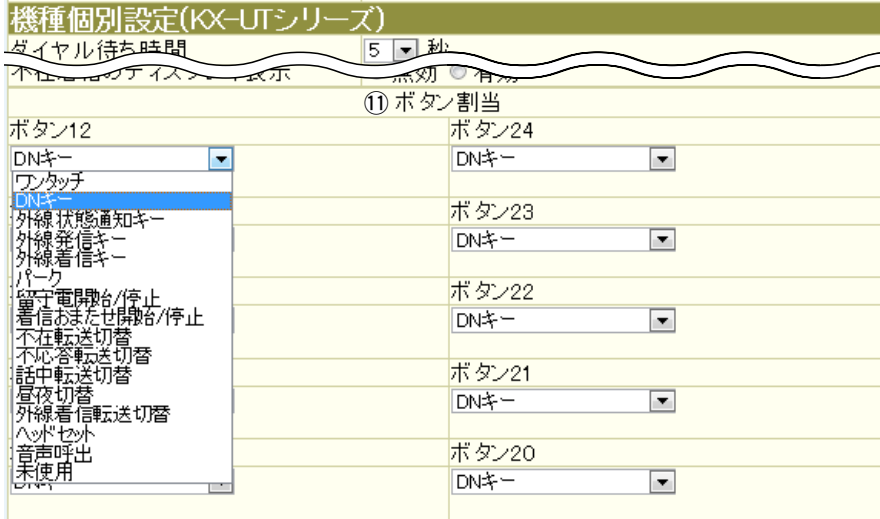 機種個別設定(KX-UTシリーズ)
ダイヤル待ち時間 5 秒
無効 有効
⑪ ボタン割当
ボタン12 ボタン24
DNキー DNキー
ワンタッチ
DNキー
外線状態通知キー ボタン23
外線発信キー DNキー
外線着信キー
パーク
留守電開始/停止 ボタン22
着信おまたせ開始/停止 DNキー
不在転送切替
不応答転送切替
話中転送切替 ボタン21
昼夜切替 DNキー
外線着信転送切替
ヘッドセット
音声呼出 ボタン20
未使用
DNキー DNキー